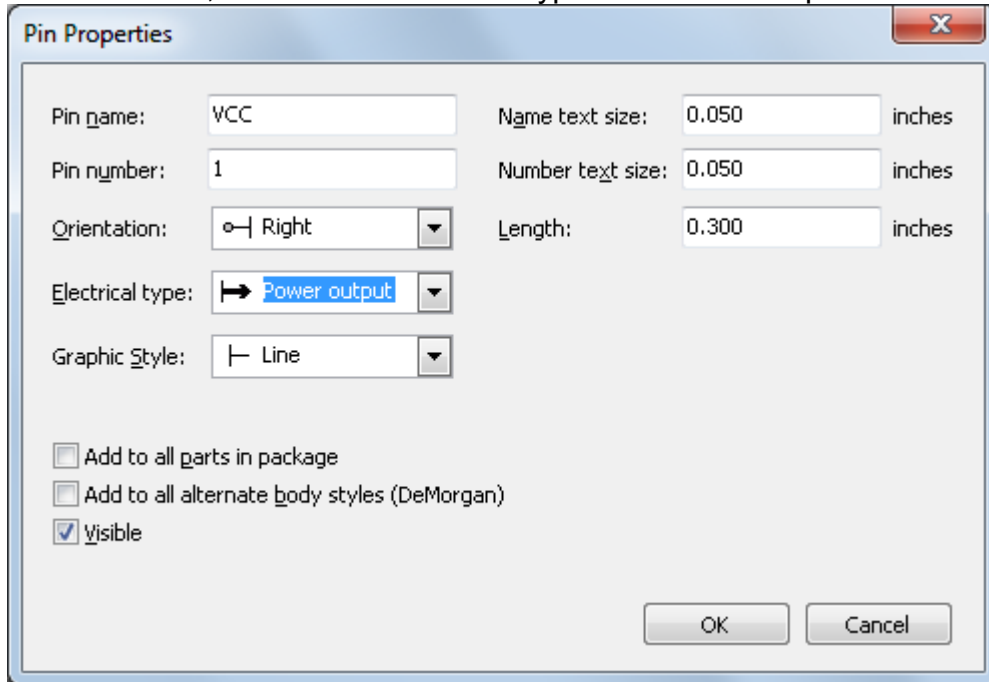 Pin Properties
Pin name: VCC Name text size: 0.050 inches
Pin number: 1 Number text size: 0.050 inches
Orientation: Right Length: 0.300 inches
Electrical type: Power output
Graphic Style: Line
Add to all parts in package
Add to all alternate body styles (DeMorgan)
Visible
OK Cancel